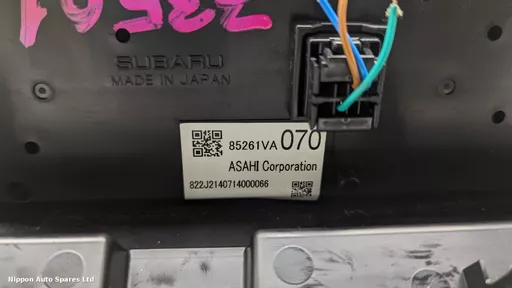 SUBARU
MADE IN JAPAN
85261VA 070
ASAHI Corporation
822J2140714000066
Nippon Auto Spares Ltd